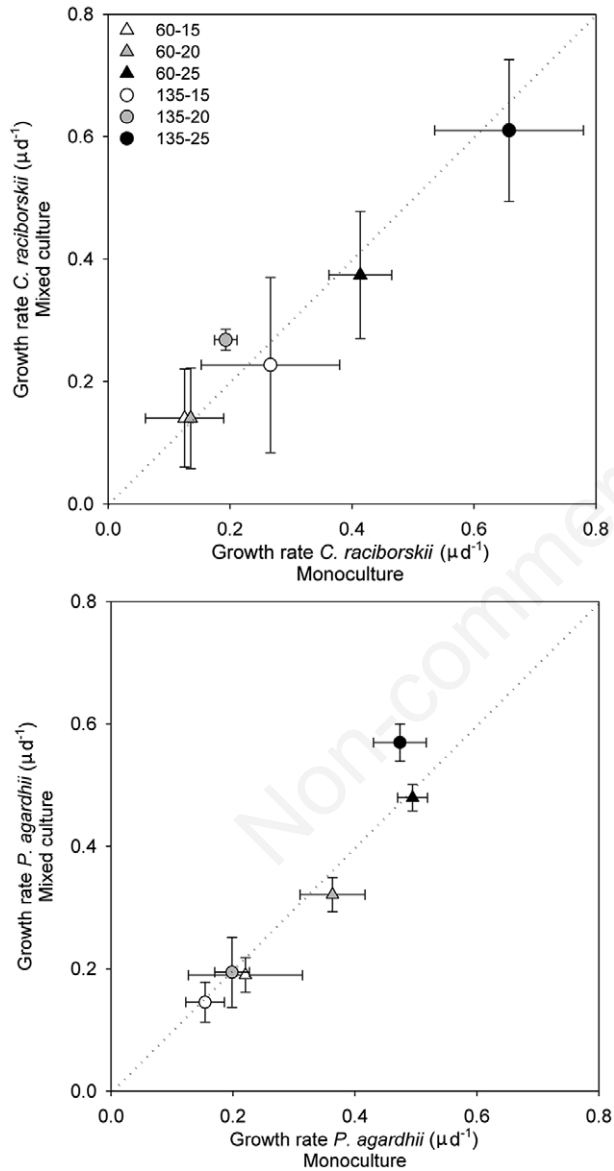 0.8
0.6
0.4
0.2
0.0
Growth rate C. raciborskii (µd⁻¹)
Mixed culture
60-15
60-20
60-25
135-15
135-20
135-25
0.0 0.2 0.4 0.6 0.8
Growth rate C. raciborskii (µd⁻¹)
Monoculture
0.8
0.6
0.4
0.2
0.0
Growth rate P. agardhii (µd⁻¹)
Mixed culture
0.0 0.2 0.4 0.6 0.8
Growth rate P. agardhii (µd⁻¹)
Monoculture
Non-commer